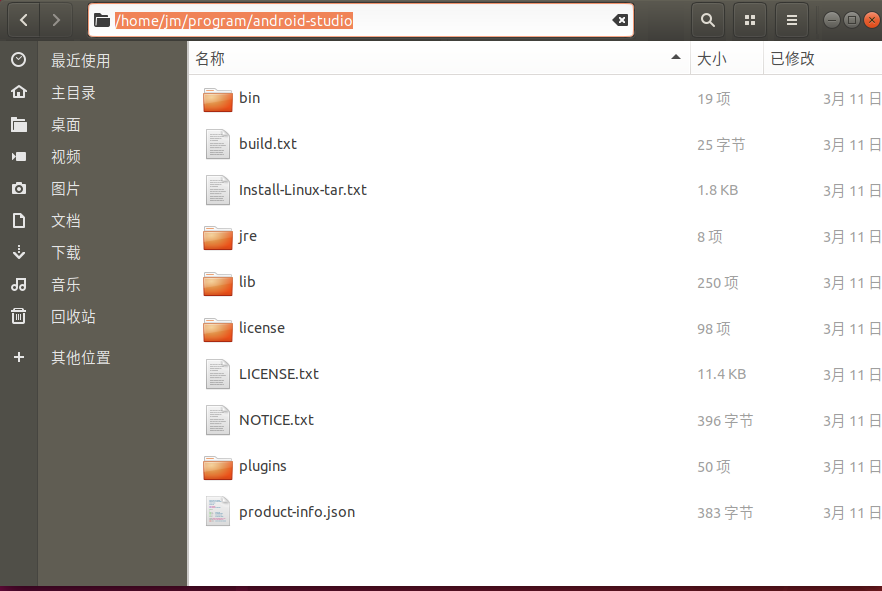 /home/jm/program/android-studio
最近使用
主目录
桌面
视频
图片
文档
下载
音乐
回收站
其他位置
名称 大小 已修改
bin 19 项 3月 11 日
build.txt 25 字节 3月 11 日
Install-Linux-tar.txt 1.8 KB 3月 11 日
jre 8 项 3月 11 日
lib 250 项 3月 11 日
license 98 项 3月 11 日
LICENSE.txt 11.4 KB 3月 11 日
NOTICE.txt 396 字节 3月 11 日
plugins 50 项 3月 11 日
product-info.json 383 字节 3月 11 日